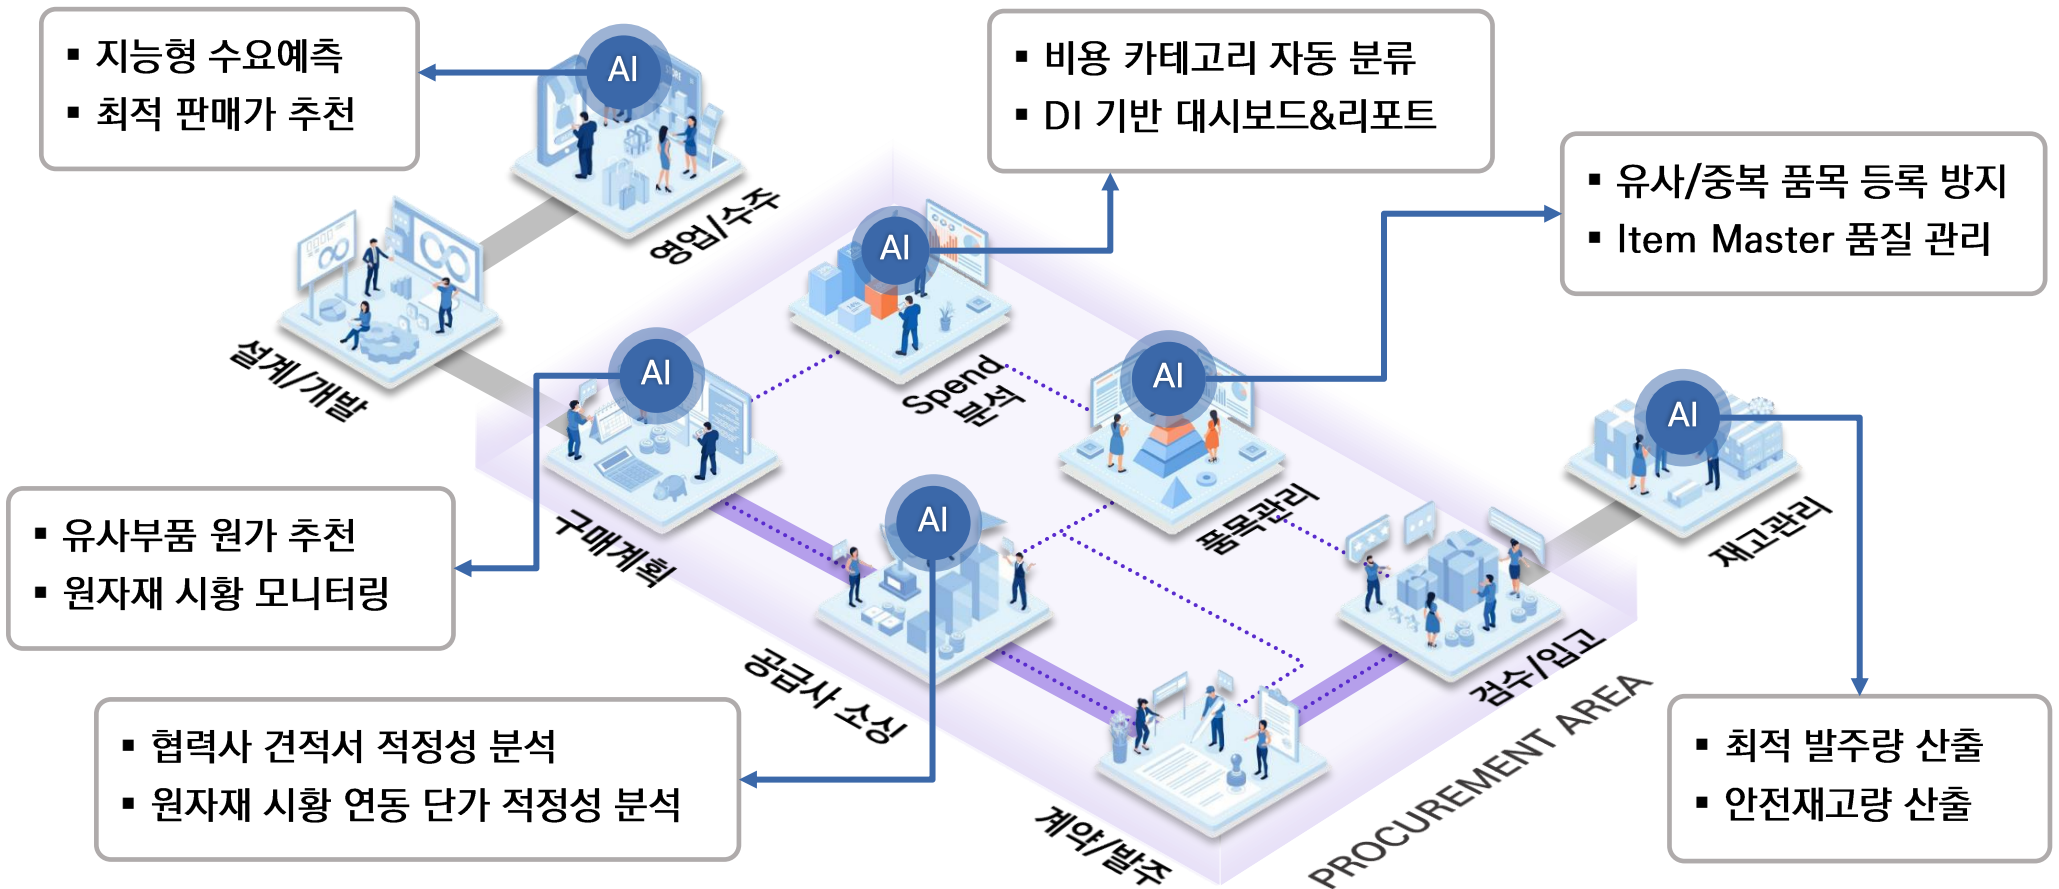 ▪ 지능형 수요예측
▪ 최적 판매가 추천
AI
영업/수주
▪ 비용 카테고리 자동 분류
▪ DI 기반 대시보드&리포트
▪ 유사/중복 품목 등록 방지
▪ Item Master 품질 관리
설계/개발
AI
Spend
분석
AI
구매계획
AI
품목관리
AI
재고관리
▪ 유사부품 원가 추천
▪ 원자재 시황 모니터링
AI
공급사 소싱
검수/입고
계약/발주
PROCUREMENT AREA
▪ 협력사 견적서 적정성 분석
▪ 원자재 시황 연동 단가 적정성 분석
▪ 최적 발주량 산출
▪ 안전재고량 산출